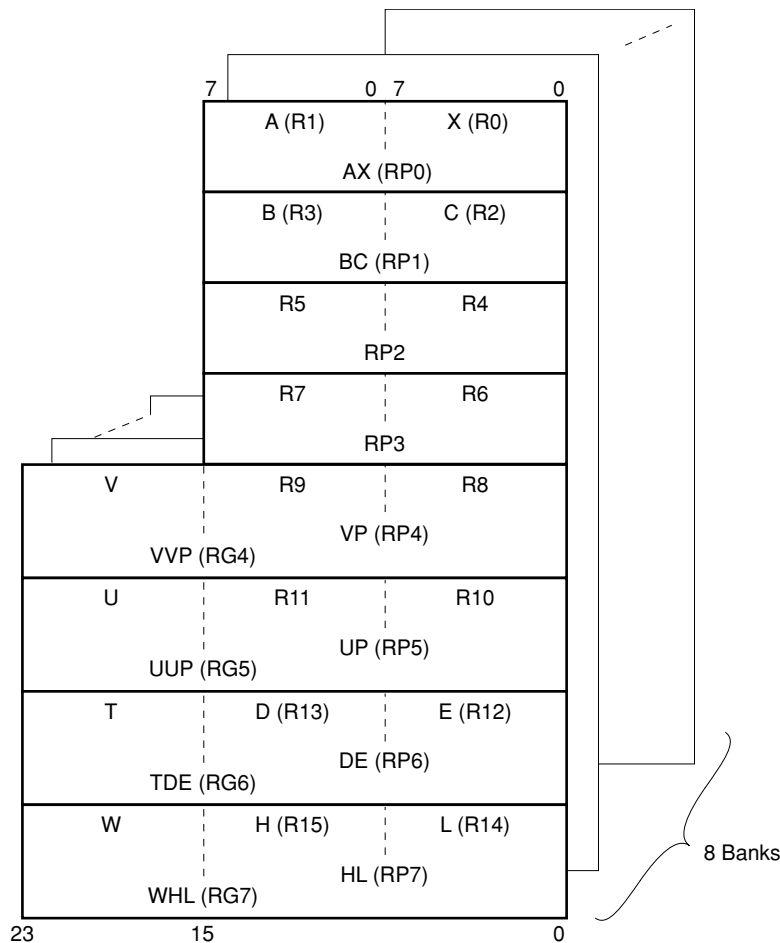 7 0 7 0
A (R1) X (R0)
AX (RP0)
B (R3) C (R2)
BC (RP1)
R5 R4
RP2
R7 R6
RP3
V R9 R8
VP (RP4)
VVP (RG4)
U R11 R10
UP (RP5)
UUP (RG5)
T D (R13) E (R12)
DE (RP6)
TDE (RG6)
W H (R15) L (R14)
HL (RP7)
WHL (RG7)
8 Banks
23 15 0